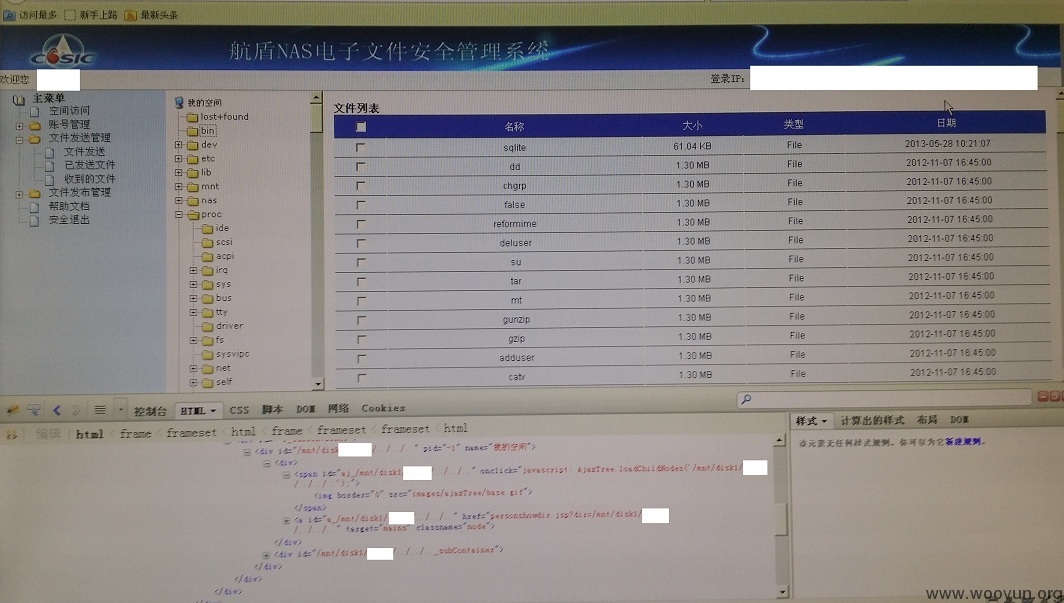 访问最多 新手上路 最新头条
CASIC
航盾NAS电子文件安全管理系统
欢迎您
登录IP:
主菜单
空间访问
账号管理
文件发送管理
文件发送
已发送文件
收到的文件
文件发布管理
帮助文档
安全退出
我的空间
lost+found
bin
dev
etc
lib
mnt
nas
proc
ide
scsi
acpi
irq
sys
bus
tty
driver
fs
sysvipc
net
self
文件列表
名称 大小 类型 日期
sqlite 61.04 KB File 2013-05-28 10:21:07
dd 1.30 MB File 2012-11-07 16:45:00
chgrp 1.30 MB File 2012-11-07 16:45:00
false 1.30 MB File 2012-11-07 16:45:00
reformime 1.30 MB File 2012-11-07 16:45:00
deluser 1.30 MB File 2012-11-07 16:45:00
su 1.30 MB File 2012-11-07 16:45:00
tar 1.30 MB File 2012-11-07 16:45:00
mt 1.30 MB File 2012-11-07 16:45:00
gunzip 1.30 MB File 2012-11-07 16:45:00
gzip 1.30 MB File 2012-11-07 16:45:00
adduser 1.30 MB File 2012-11-07 16:45:00
catv 1.30 MB File 2012-11-07 16:45:00
控制台 HTML CSS 脚本 DOM 网络 Cookies
编辑 html < frame < frameset < html < frame < frameset < frameset < html
<div id="/mnt/disk1/ /../../.." pid="-1" name="我的空间">
<div>
<span id="aj_/mnt/disk1/ /../../.." onclick="javascript: AjaxTree.loadChildNodes('/mnt/disk1/
/../../..');">
<img border="0" src="images/ajaxTree/base.gif">
</span>
<a id="a_/mnt/disk1/ /../../.." href="personshowdir.jsp?dir=/mnt/disk1/
/../../.." target="mains" classname="node">
</div>
<div id="/mnt/disk1/ /../../.._subContainer">
</div>
</div>
</div>
样式 计算出的样式 布局 DOM
此元素无任何样式规则。你可以为它新建规则。
www.wooyun.org